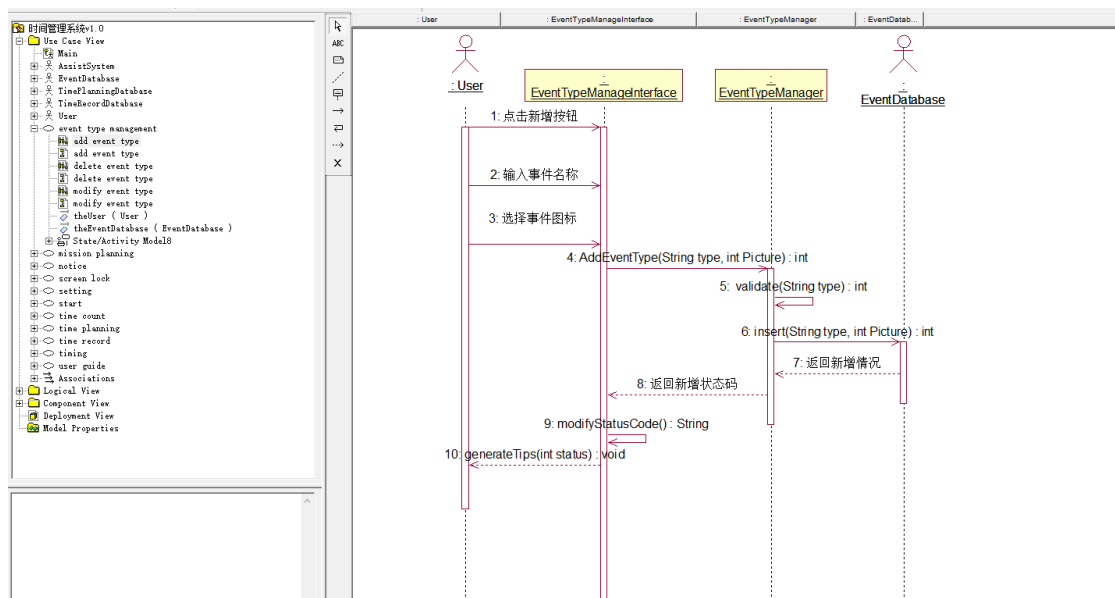 时间管理系统v1.0
Use Case View
Main
AssistSystem
EventDatabase
TimePlanningDatabase
TimeRecordDatabase
User
event type management
add event type
add event type
delete event type
delete event type
modify event type
modify event type
theUser ( User )
theEventDatabase ( EventDatabase )
State/Activity Model8
mission planning
notice
screen lock
setting
start
time count
time planning
time record
timing
user guide
Associations
Logical View
Component View
Deployment View
Model Properties
ABC
: User
: EventTypeManageInterface
: EventTypeManager
: EventDatab...
: User
:
EventTypeManageInterface
:
EventTypeManager
:
EventDatabase
1: 点击新增按钮
2: 输入事件名称
3: 选择事件图标
4: AddEventType(String type, int Picture) : int
5: validate(String type) : int
6: insert(String type, int Picture) : int
7: 返回新增情况
8: 返回新增状态码
9: modifyStatusCode() : String
10: generateTips(int status) : void